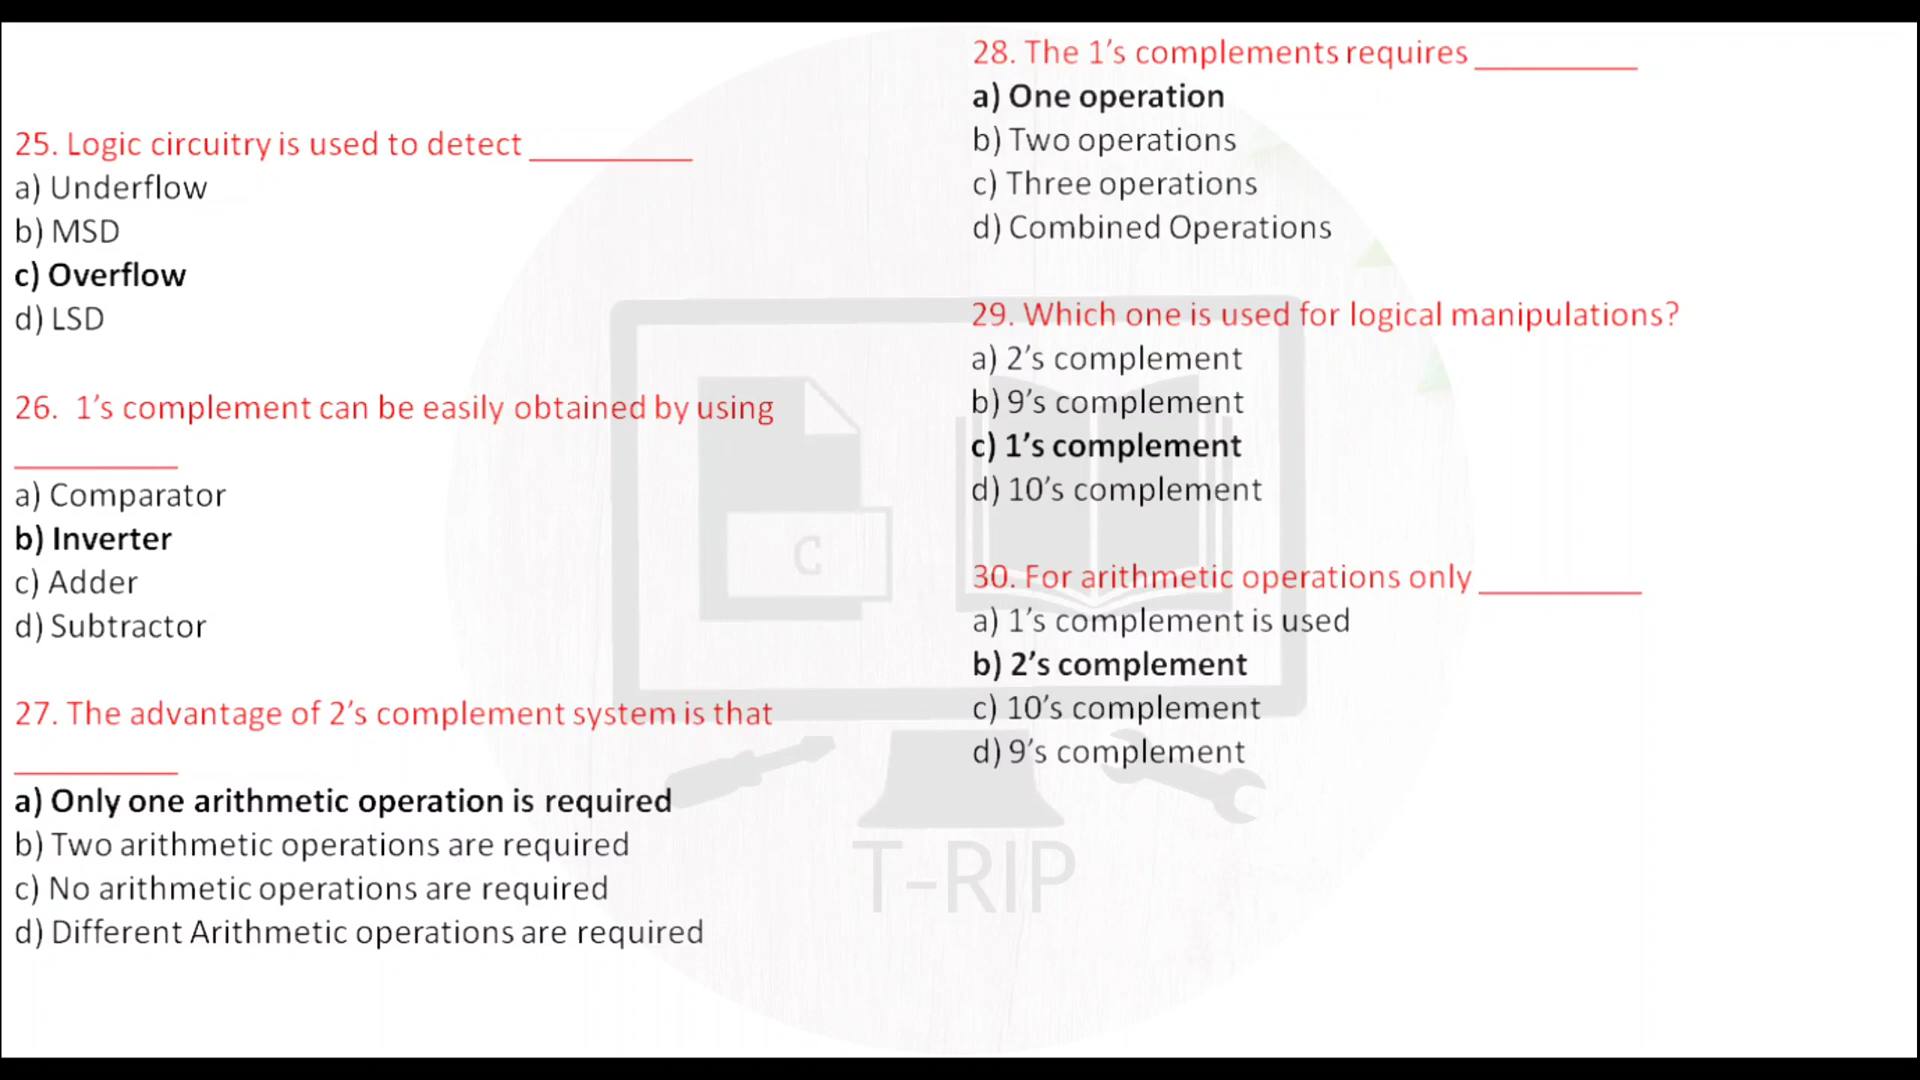 25. Logic circuitry is used to detect __________
a) Underflow
b) MSD
c) Overflow
d) LSD
26.  1’s complement can be easily obtained by using
__________
a) Comparator
b) Inverter
c) Adder
d) Subtractor
27. The advantage of 2’s complement system is that
__________
a) Only one arithmetic operation is required
b) Two arithmetic operations are required
c) No arithmetic operations are required
d) Different Arithmetic operations are required
28. The 1’s complements requires __________
a) One operation
b) Two operations
c) Three operations
d) Combined Operations
29. Which one is used for logical manipulations?
a) 2’s complement
b) 9’s complement
c) 1’s complement
d) 10’s complement
30. For arithmetic operations only __________
a) 1’s complement is used
b) 2’s complement
c) 10’s complement
d) 9’s complement
C
T-RIP